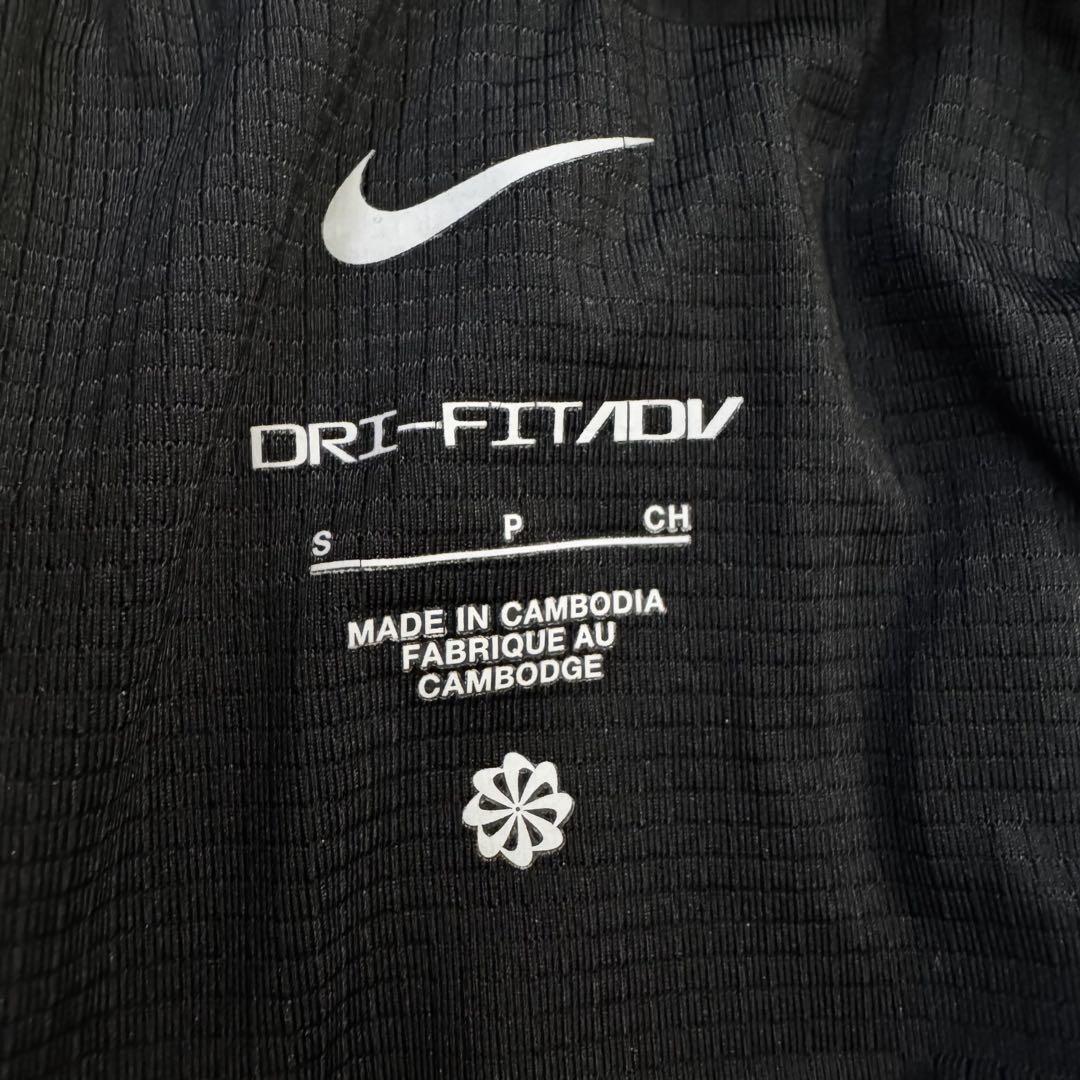 DRI-FIT ADV
S P CH
MADE IN CAMBODIA
FABRIQUE AU
CAMBODGE